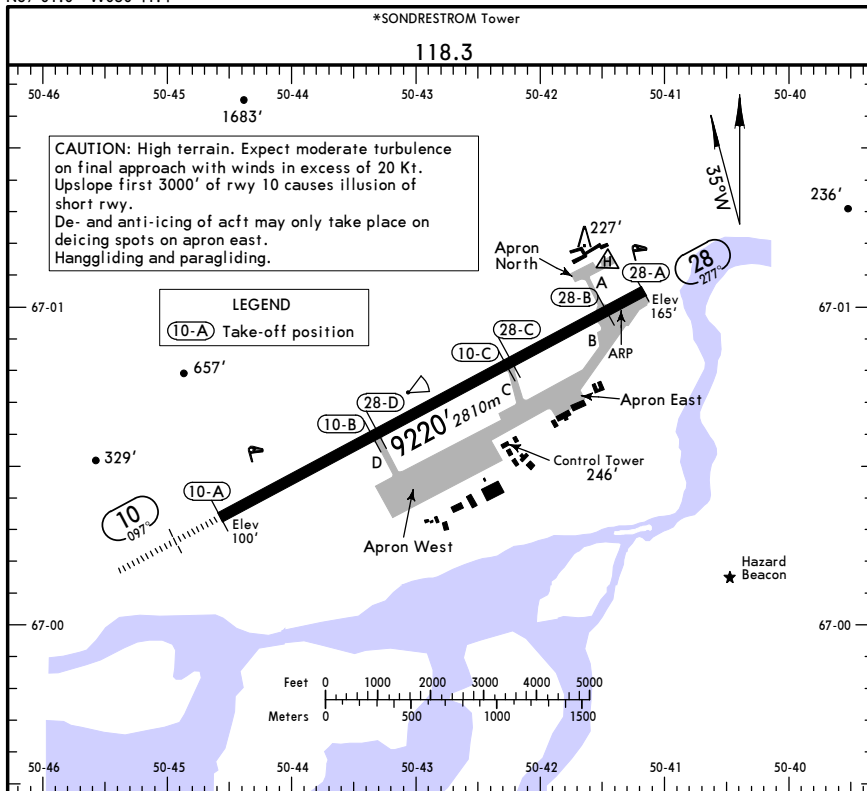 *SONDRESTROM Tower
118.3
50-46 50-45 50-44 50-43 50-42 50-41 50-40
1683'
CAUTION: High terrain. Expect moderate turbulence
on final approach with winds in excess of 20 Kt.
Upslope first 3000' of rwy 10 causes illusion of
short rwy.
De- and anti-icing of acft may only take place on
deicing spots on apron east.
Hanggliding and paragliding.
35°W
236'
227'
Apron
North
H
A
28-A
28
277°
28-B
Elev
165'
67-01
67-01
LEGEND
10-A Take-off position
28-C
B
ARP
10-C
657'
C
28-D
10-B
9220' 2810m
Apron East
D
Control Tower
246'
329'
10-A
10
097°
Elev
100'
Apron West
Hazard
Beacon
67-00
67-00
Feet 0 1000 2000 3000 4000 5000
Meters 0 500 1000 1500
50-46 50-45 50-44 50-43 50-42 50-41 50-40